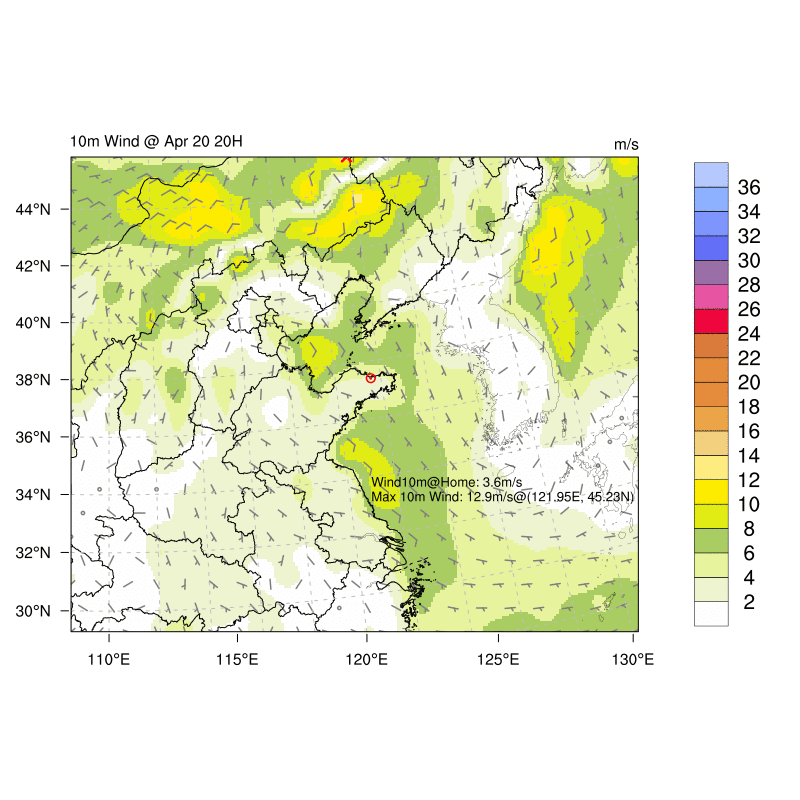 10m Wind @ Apr 20 20H
m/s
44°N
42°N
40°N
38°N
36°N
34°N
32°N
30°N
Wind10m@Home: 3.6m/s
Max 10m Wind: 12.9m/s@(121.95E, 45.23N)
110°E
115°E
120°E
125°E
130°E
36
34
32
30
28
26
24
22
20
18
16
14
12
10
8
6
4
2